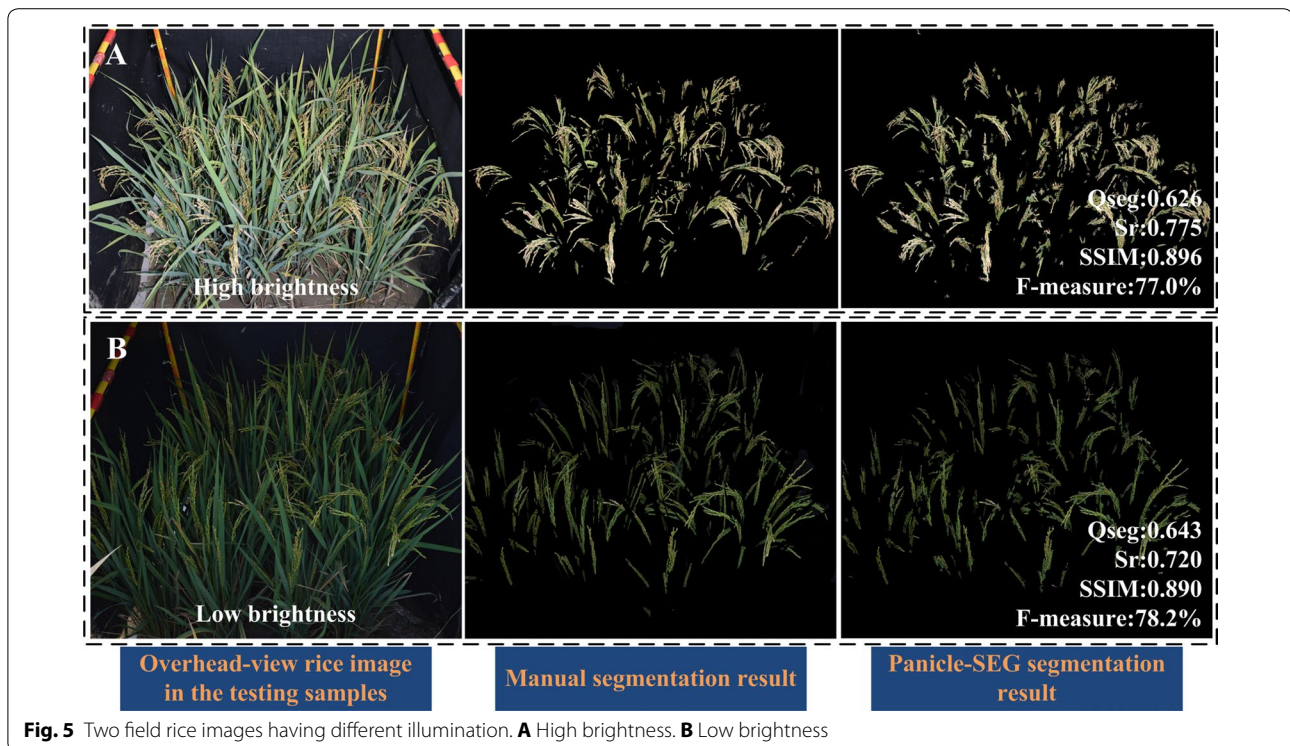 A
High brightness
Qseg:0.626
Sr:0.775
SSIM:0.896
F-measure:77.0%
B
Low brightness
Qseg:0.643
Sr:0.720
SSIM:0.890
F-measure:78.2%
Overhead-view rice image
in the testing samples
Manual segmentation result
Panicle-SEG segmentation
result
Fig. 5 Two field rice images having different illumination. A High brightness. B Low brightness